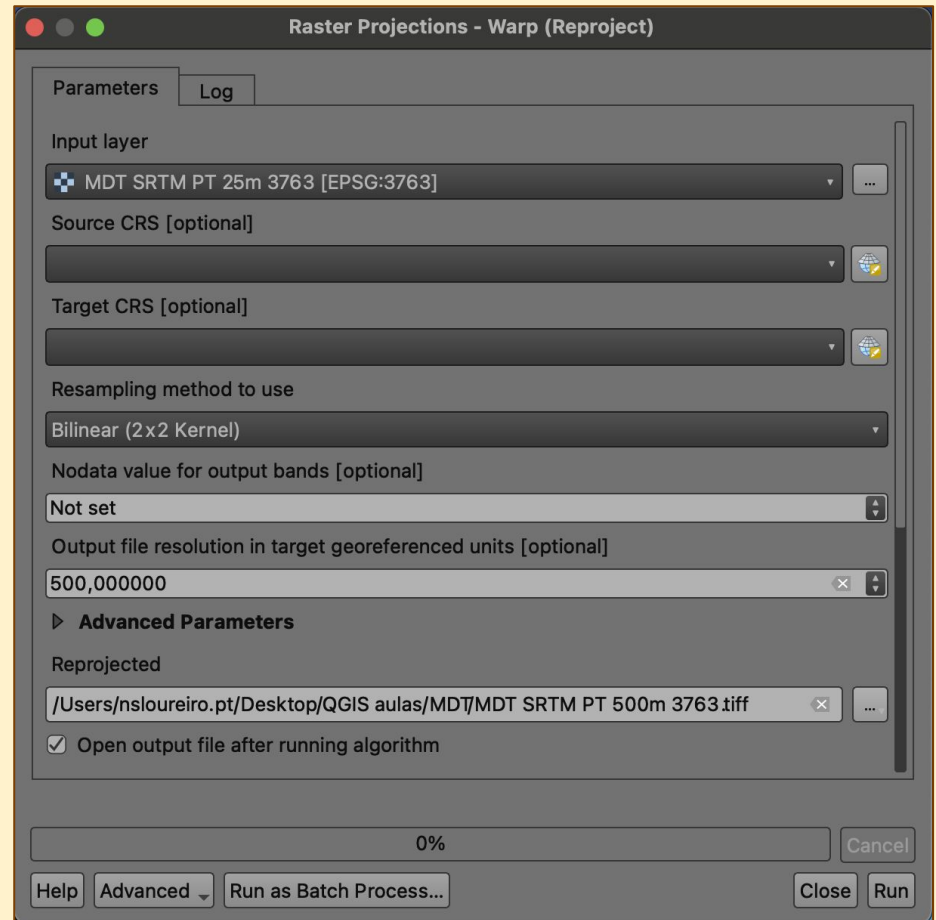 Raster Projections - Warp (Reproject)
Parameters
Log
Input layer
MDT SRTM PT 25m 3763 [EPSG:3763]
...
Source CRS [optional]
Target CRS [optional]
Resampling method to use
Bilinear (2x2 Kernel)
Nodata value for output bands [optional]
Not set
Output file resolution in target georeferenced units [optional]
500,000000
Advanced Parameters
Reprojected
/Users/nsloureiro.pt/Desktop/QGIS aulas/MDT/MDT SRTM PT 500m 3763.tiff
...
Open output file after running algorithm
0%
Cancel
Help
Advanced
Run as Batch Process...
Close
Run